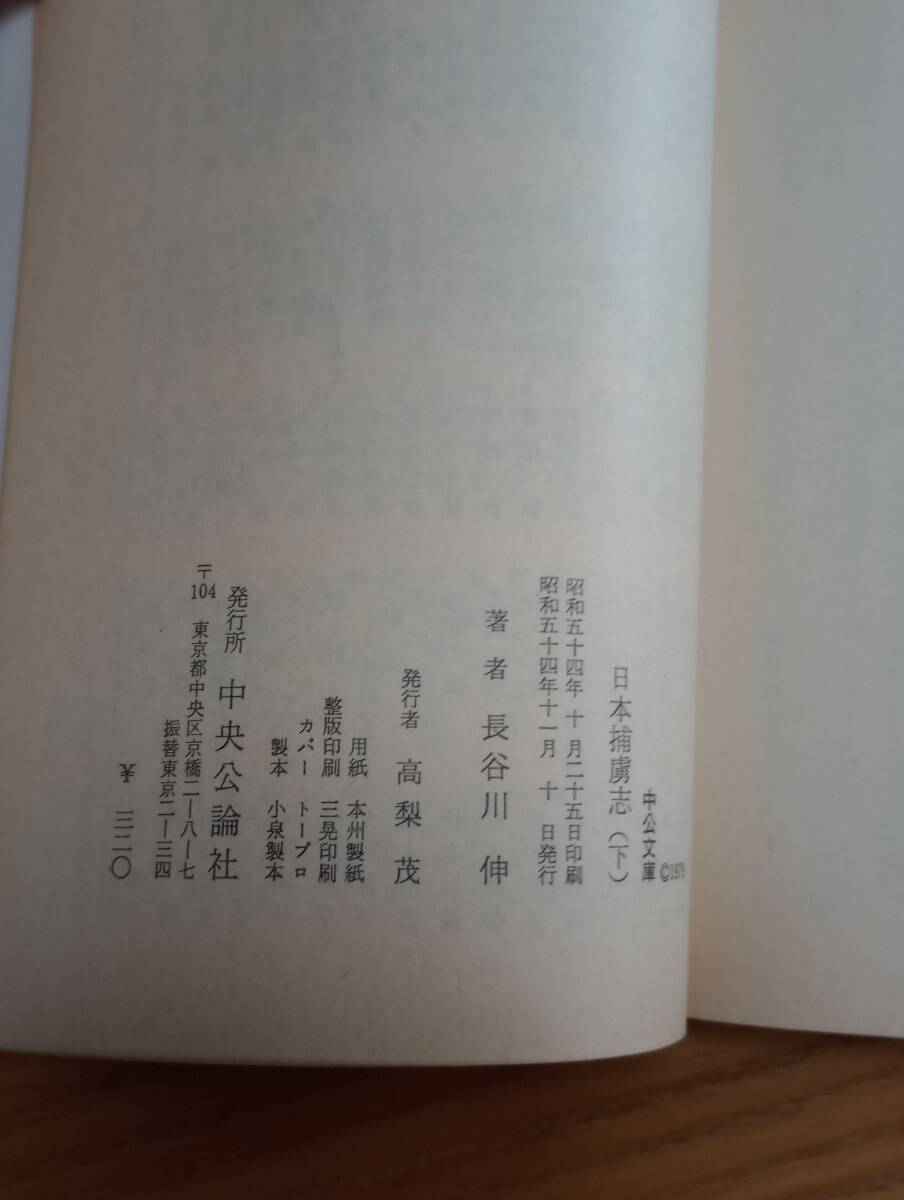 中公文庫 ©1979
日本捕虜志（下）
昭和五十四年 十 月二十五日印刷
昭和五十四年十一月 十 日発行
著者 長谷川 伸
発行者 高梨 茂
用紙 本州製紙
整版印刷 三晃印刷
カバー トープロ
製本 小泉製本
発行所 中央公論社
〒104 東京都中央区京橋二―八―七
振替東京二―三四
¥ 三二〇